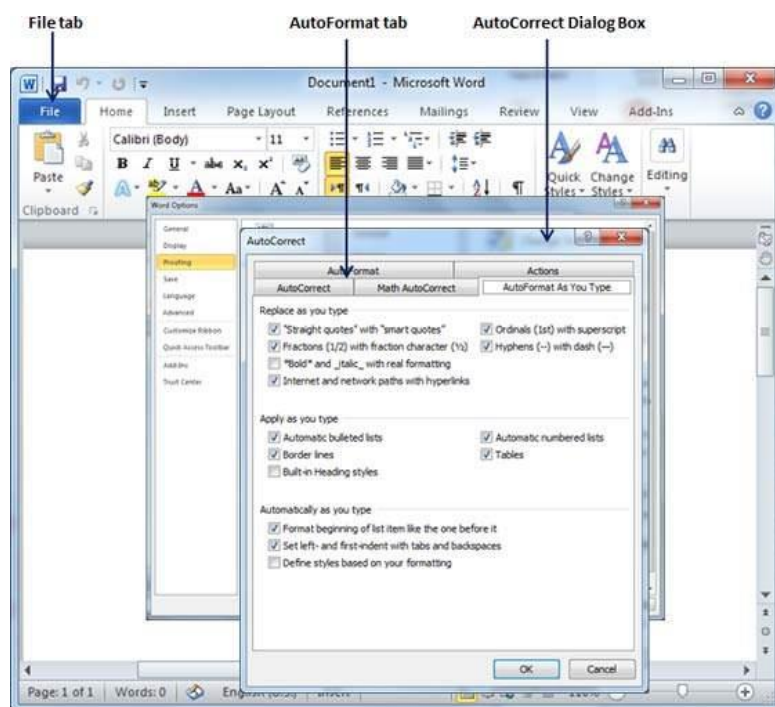 File tab AutoFormat tab AutoCorrect Dialog Box
Document1 - Microsoft Word
File Home Insert Page Layout References Mailings Review View Add-Ins
Calibri (Body) 11
Paste B I U abe x, x² Quick Styles Change Styles Editing
Aa A A
Clipboard
Word Options
General
Display
Proofing
Save
Language
Advanced
Customize Ribbon
Quick Access Toolbar
Add-Ins
Trust Center
AutoCorrect
AutoFormat Actions
AutoCorrect Math AutoCorrect AutoFormat As You Type
Replace as you type
"Straight quotes" with "smart quotes" Ordinals (1st) with superscript
Fractions (1/2) with fraction character (½) Hyphens (--) with dash (—)
*Bold* and _italic_ with real formatting
Internet and network paths with hyperlinks
Apply as you type
Automatic bulleted lists Automatic numbered lists
Border lines Tables
Built-in Heading styles
Automatically as you type
Format beginning of list item like the one before it
Set left- and first-indent with tabs and backspaces
Define styles based on your formatting
OK Cancel
Page: 1 of 1 Words: 0